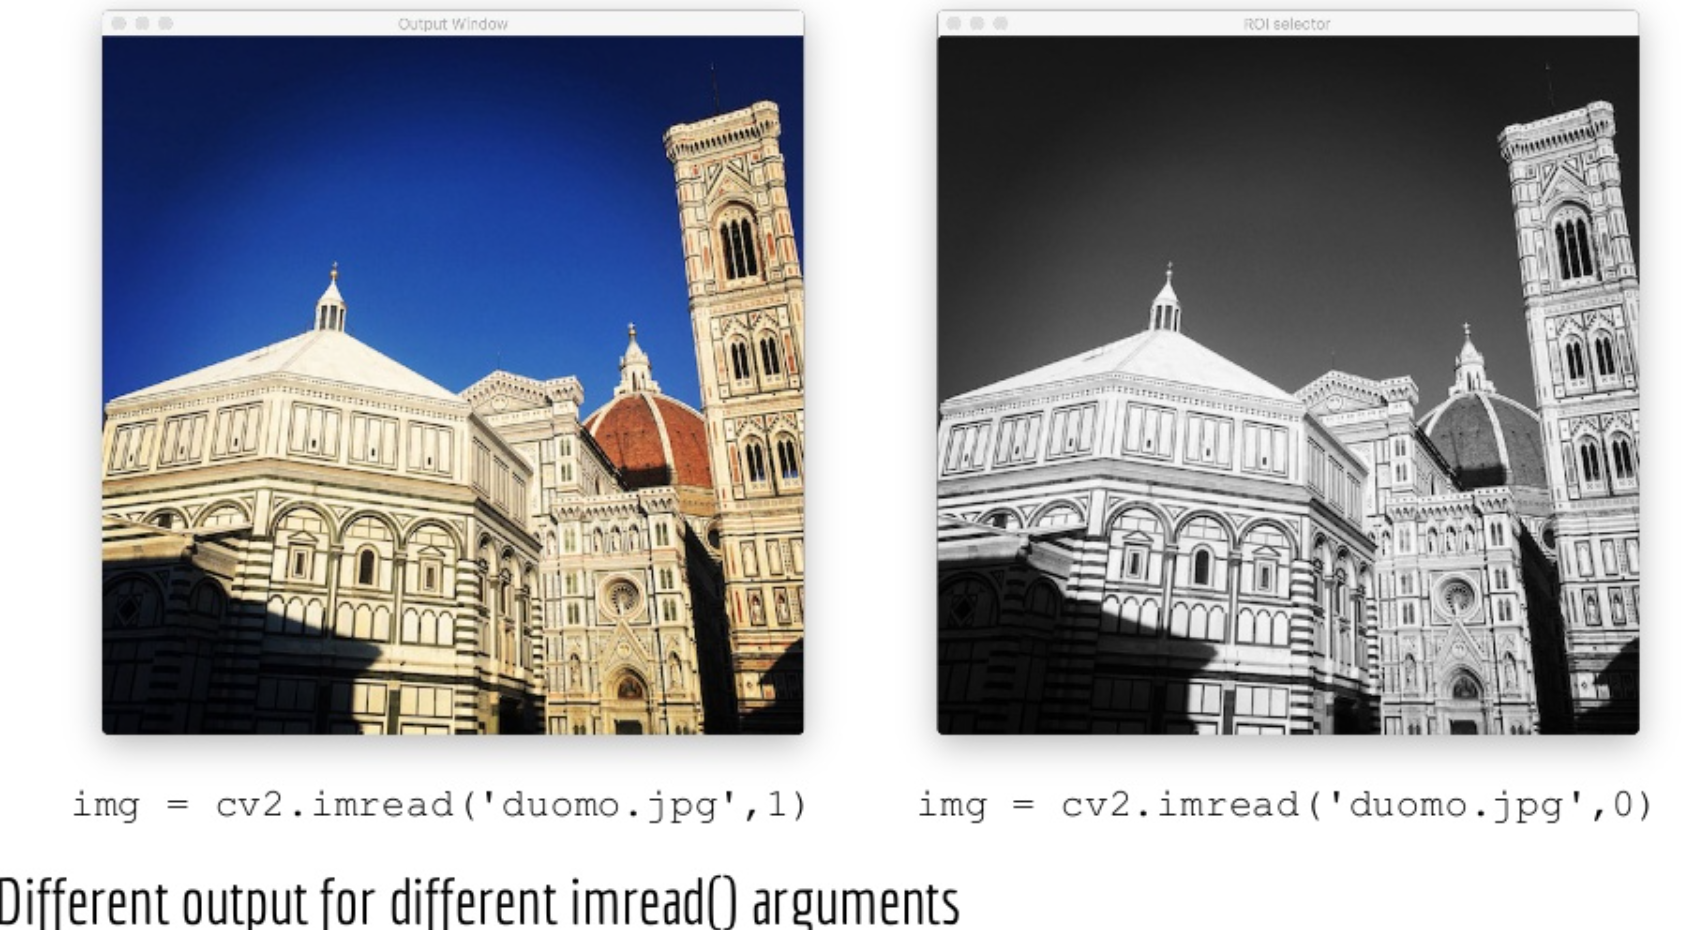 Output Window
ROI selector
img = cv2.imread('duomo.jpg',1)
img = cv2.imread('duomo.jpg',0)
Different output for different imread() arguments